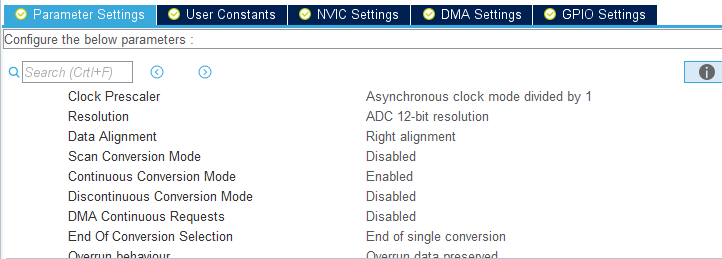 Parameter Settings User Constants NVIC Settings DMA Settings GPIO Settings
Configure the below parameters :
Search (Crtl+F)
Clock Prescaler Asynchronous clock mode divided by 1
Resolution ADC 12-bit resolution
Data Alignment Right alignment
Scan Conversion Mode Disabled
Continuous Conversion Mode Enabled
Discontinuous Conversion Mode Disabled
DMA Continuous Requests Disabled
End Of Conversion Selection End of single conversion
Overrun behaviour Overrun data preserved